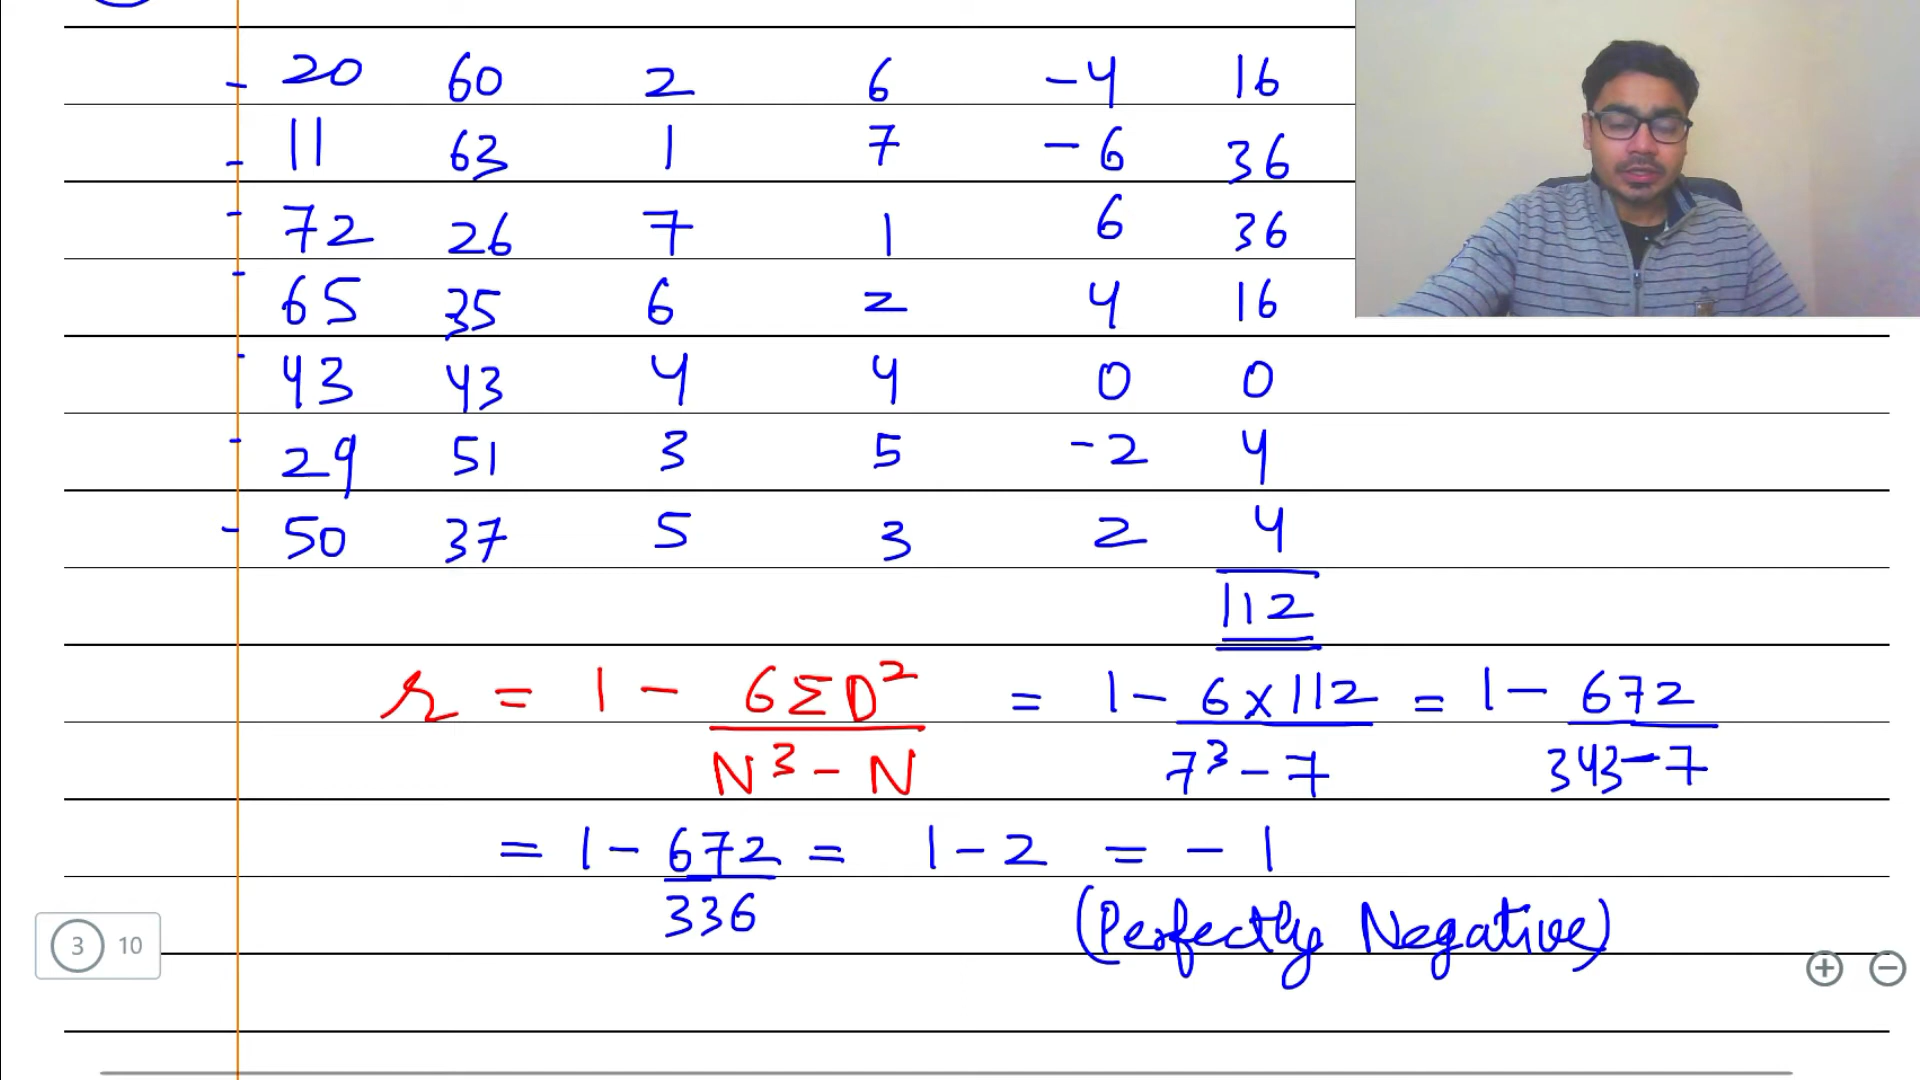 - 20 60 2 6 -4 16
- 11 63 1 7 -6 36
- 72 26 7 1 6 36
- 65 35 6 2 4 16
- 43 43 4 4 0 0
- 29 51 3 5 -2 4
- 50 37 5 3 2 4
112
r = 1 - 6ΣD²/N³ - N = 1 - 6x112/7³ - 7 = 1 - 672/343-7
= 1 - 672/336 = 1 - 2 = -1
(Perfectly Negative)
3 10